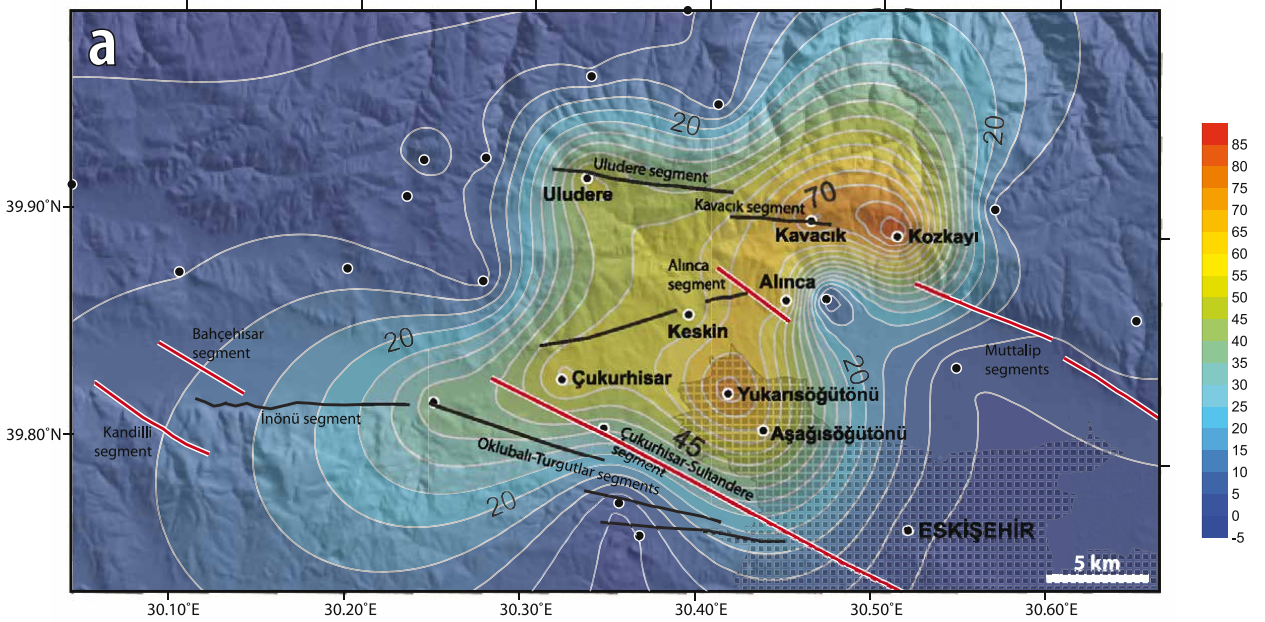 a
20
20
Uludere segment
Uludere
70
Kavacık segment
Kavacık
Kozkayı
39.90°N
Alınca
segment
Alınca
Keskin
20
20
Bahçehisar
segment
Muttalip
segments
Çukurhisar
Yukarısöğütönü
İnönü segment
Kandilli
segment
39.80°N
45
Aşağısöğütönü
Çukurhisar-Sultandere
segment
Oklubalı-Turgutlar segments
20
ESKİŞEHİR
5 km
30.10°E
30.20°E
30.30°E
30.40°E
30.50°E
30.60°E
85
80
75
70
65
60
55
50
45
40
35
30
25
20
15
10
5
0
-5